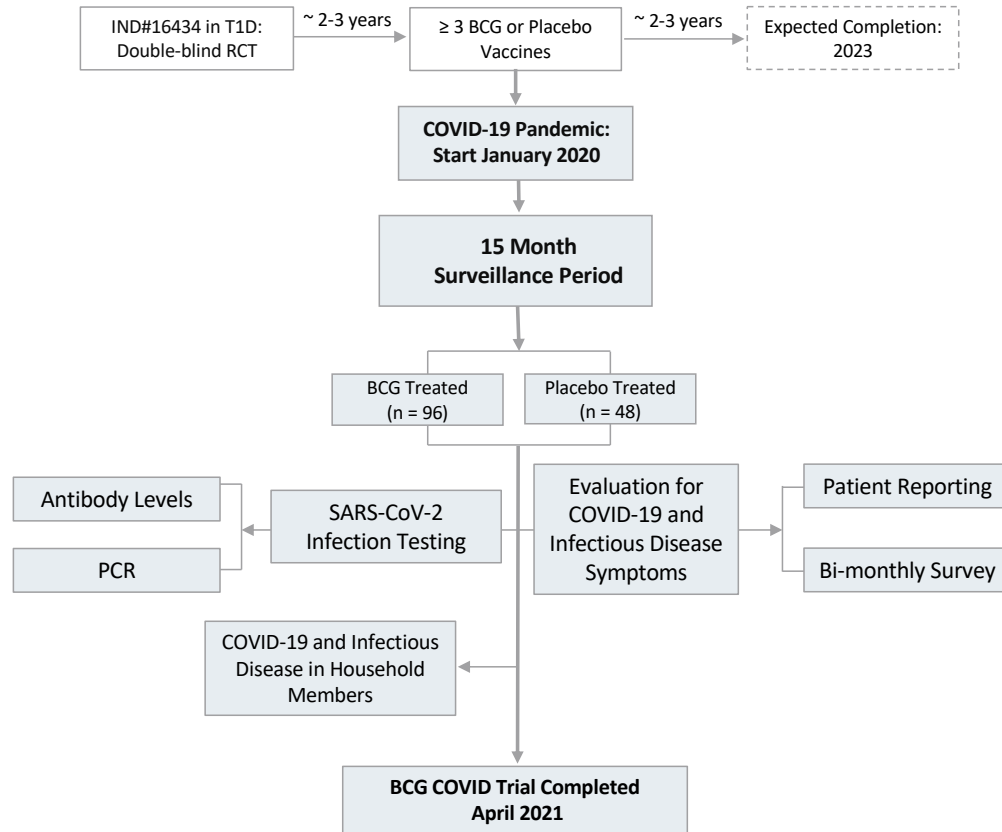 IND#16434 in T1D:
Double-blind RCT
~ 2-3 years
≥ 3 BCG or Placebo
Vaccines
~ 2-3 years
Expected Completion:
2023
COVID-19 Pandemic:
Start January 2020
15 Month
Surveillance Period
BCG Treated
(n = 96)
Placebo Treated
(n = 48)
Antibody Levels
PCR
SARS-CoV-2
Infection Testing
Evaluation for
COVID-19 and
Infectious Disease
Symptoms
Patient Reporting
Bi-monthly Survey
COVID-19 and Infectious
Disease in Household
Members
BCG COVID Trial Completed
April 2021